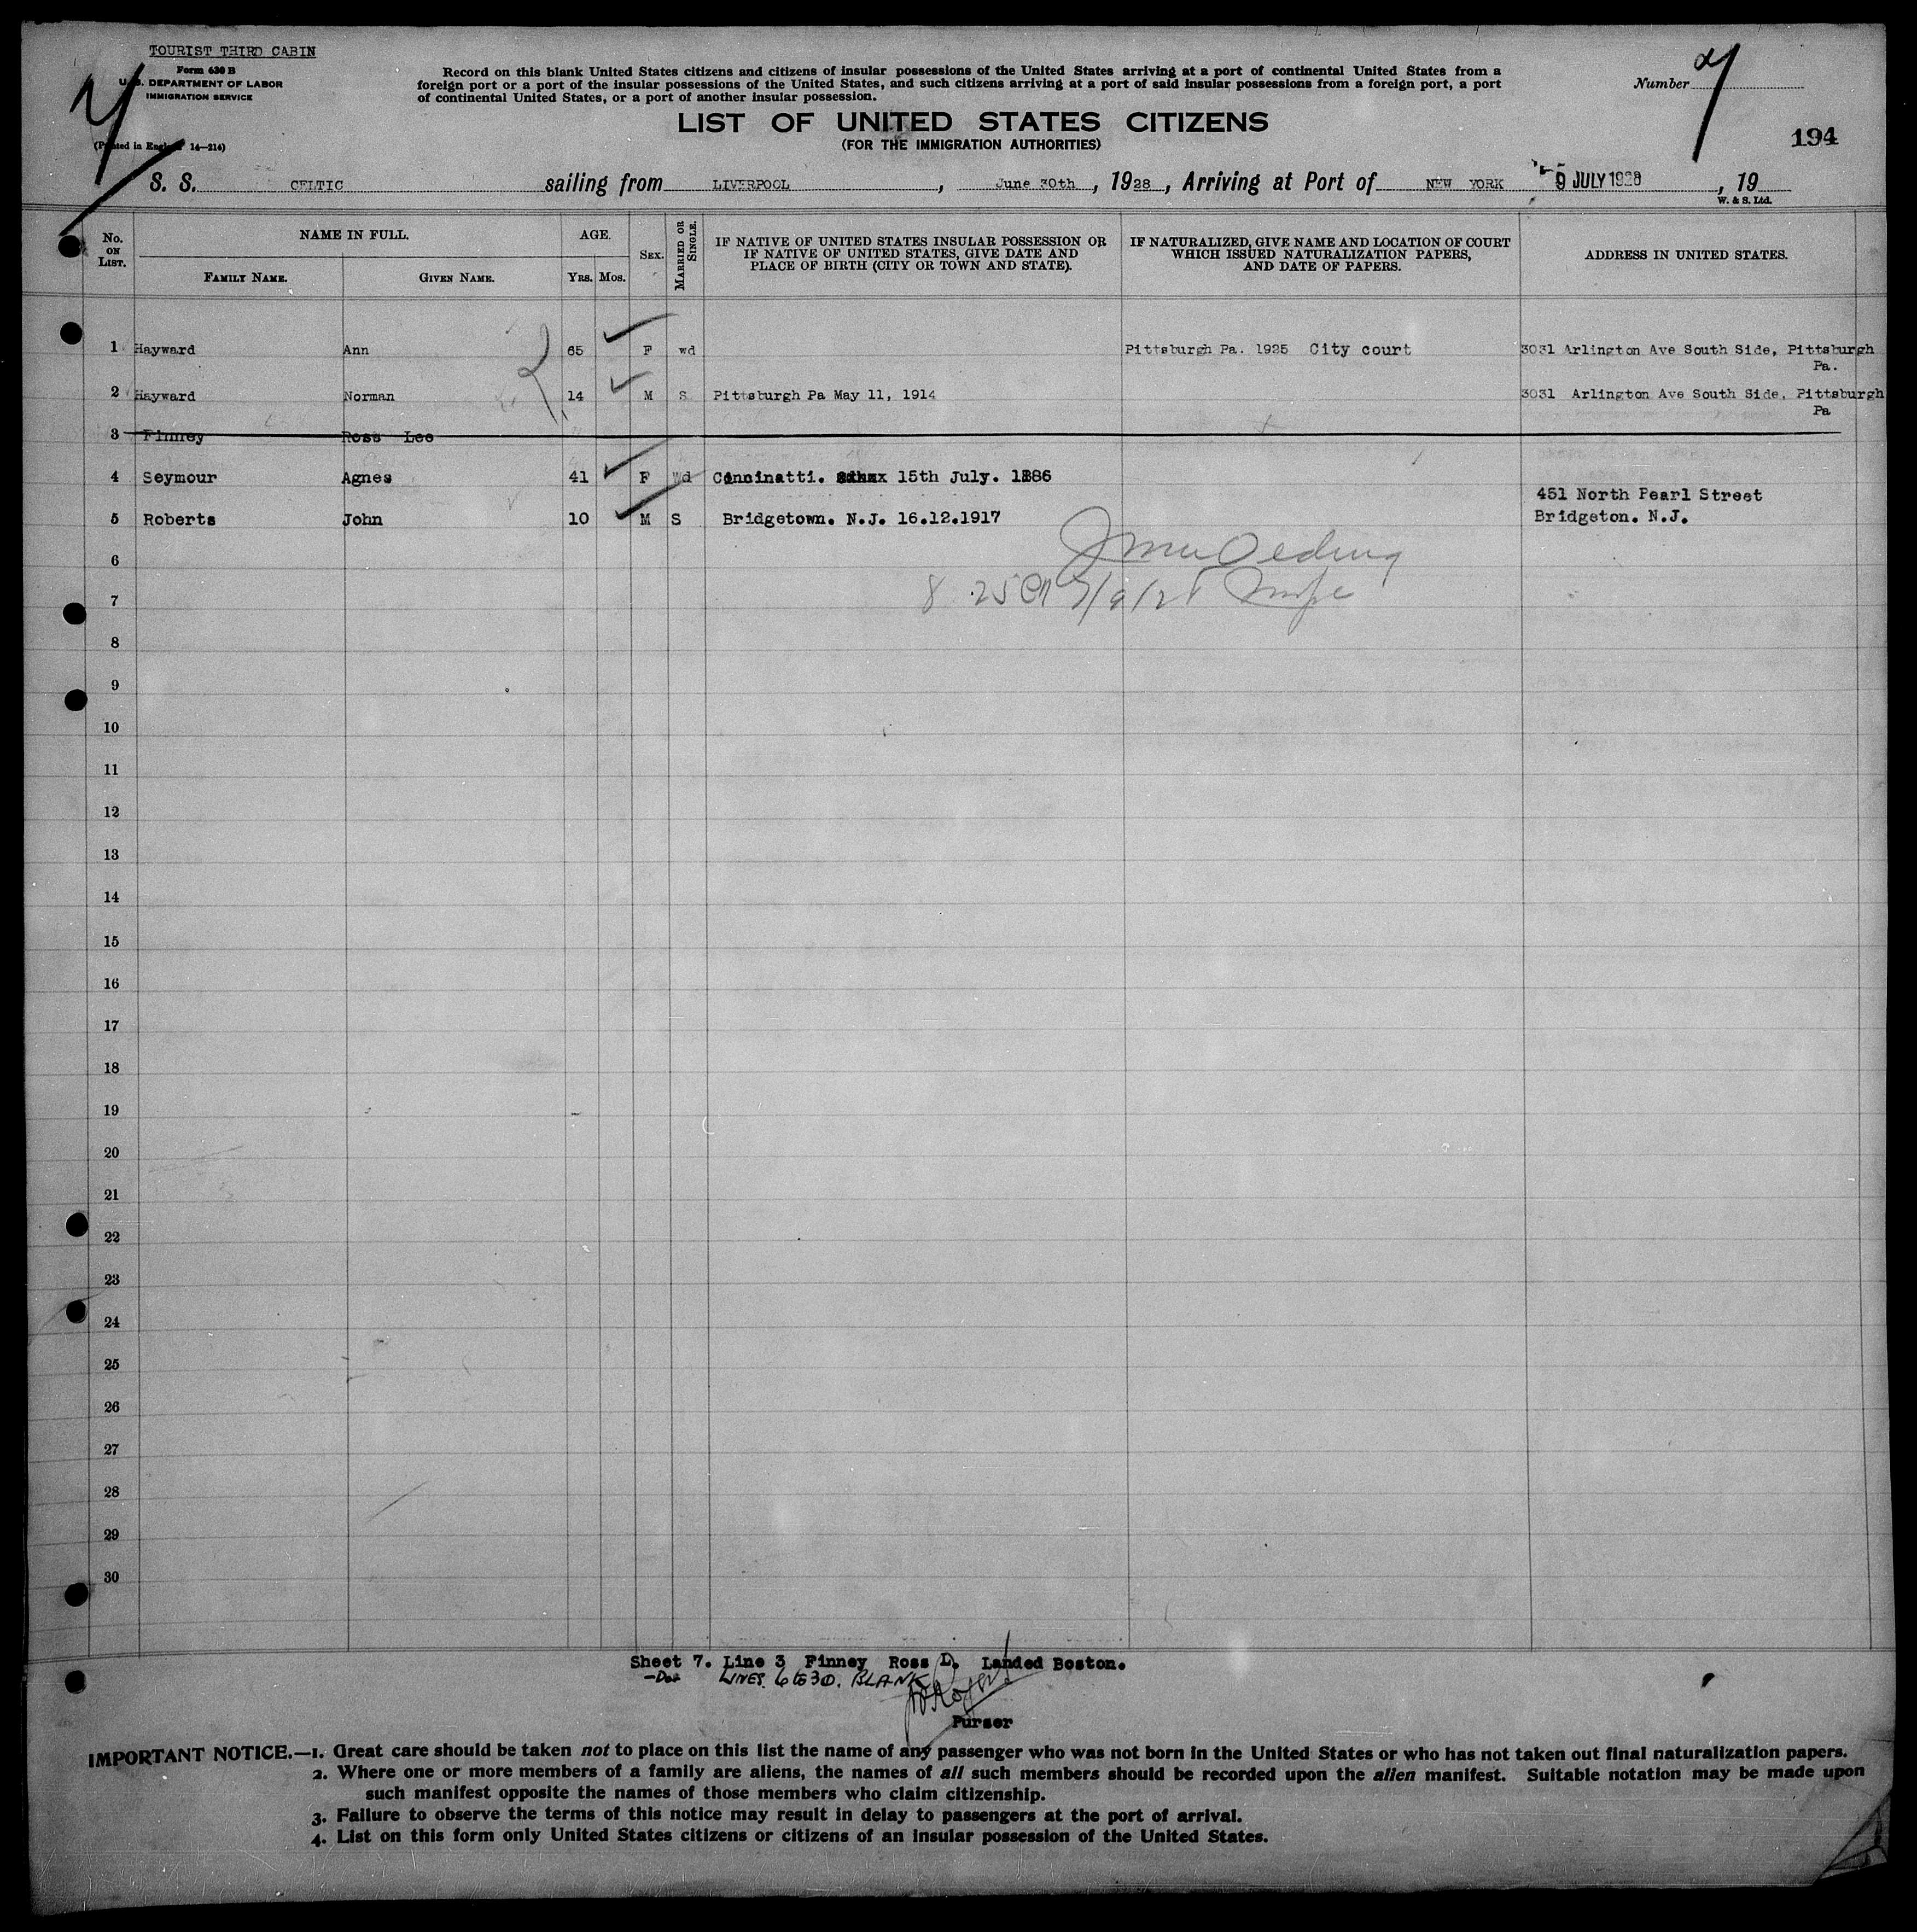 TOURIST THIRD CABIN
Form 630 B
U. S. DEPARTMENT OF LABOR
IMMIGRATION SERVICE
(Printed in England 14—214)
Record on this blank United States citizens and citizens of insular possessions of the United States arriving at a port of continental United States from a
foreign port or a port of the insular possessions of the United States, and such citizens arriving at a port of said insular possessions from a foreign port, a port
of continental United States, or a port of another insular possession.
Number 7
LIST OF UNITED STATES CITIZENS
(FOR THE IMMIGRATION AUTHORITIES)
194
S. S. CELTIC sailing from LIVERPOOL, June 30th, 1928, Arriving at Port of NEW YORK 9 JULY 1928, 19
W. & S. Ltd.
No. ON LIST. NAME IN FULL. FAMILY NAME. GIVEN NAME. AGE. YRS. MOS. SEX. MARRIED OR SINGLE. IF NATIVE OF UNITED STATES INSULAR POSSESSION OR IF NATIVE OF UNITED STATES, GIVE DATE AND PLACE OF BIRTH (CITY OR TOWN AND STATE). IF NATURALIZED, GIVE NAME AND LOCATION OF COURT WHICH ISSUED NATURALIZATION PAPERS, AND DATE OF PAPERS. ADDRESS IN UNITED STATES.
1 Hayward Ann 65 F wd Pittsburgh Pa. 1925 City court 3031 Arlington Ave South Side, Pittsburgh
Pa.
2 Hayward Norman 14 M S Pittsburgh Pa May 11, 1914 3031 Arlington Ave South Side, Pittsburgh
Pa
3 Finney Ross Lee
4 Seymour Agnes 41 F Wd Cincinatti. 15th July. 1886
451 North Pearl Street
5 Roberts John 10 M S Bridgetown. N.J. 16.12.1917 Bridgeton. N.J.
6
7 8 25 7/9/28
8
9
10
11
12
13
14
15
16
17
18
19
20
21
22
23
24
25
26
27
28
29
30
Sheet 7. Line 3 Finney Ross L. Landed Boston.
LINES 6 to 30. BLANK
Purser
IMPORTANT NOTICE.—1. Great care should be taken not to place on this list the name of any passenger who was not born in the United States or who has not taken out final naturalization papers.
2. Where one or more members of a family are aliens, the names of all such members should be recorded upon the alien manifest. Suitable notation may be made upon
such manifest opposite the names of those members who claim citizenship.
3. Failure to observe the terms of this notice may result in delay to passengers at the port of arrival.
4. List on this form only United States citizens or citizens of an insular possession of the United States.